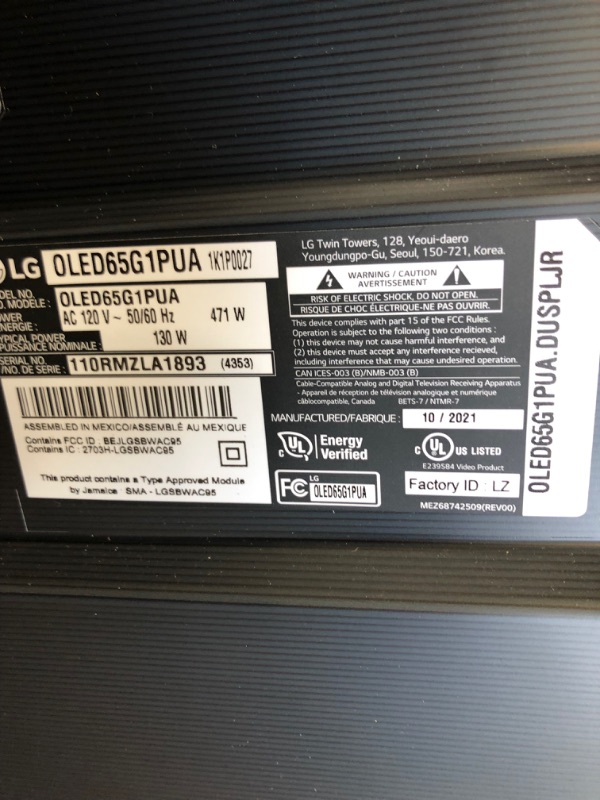 LG OLED65G1PUA 1K1P0027
DEL NO.
MODÈLE : OLED65G1PUA
AC 120 V ~ 50/60 Hz 471 W
WER
NERGIE :
YPICAL POWER
PUISSANCE NOMINALE : 130 W
SERIAL NO.
/NO. DE SÉRIE : 110RMZLA1893 (4353)
ASSEMBLED IN MEXICO/ASSEMBLÉ AU MEXIQUE
Contains FCC ID : BEJLGSBWAC95
Contains IC : 2703H-LGSBWAC95
This product contains a Type Approved Module
by Jamaica : SMA - LGSBWAC95
LG Twin Towers, 128, Yeoui-daero
Youngdungpo-Gu, Seoul, 150-721, Korea.
WARNING / CAUTION
AVERTISSEMENT
RISK OF ELECTRIC SHOCK, DO NOT OPEN.
RISQUE DE CHOC ÉLECTRIQUE-NE PAS OUVRIR.
This device complies with part 15 of the FCC Rules.
Operation is subject to the following two conditions :
(1) this device may not cause harmful interference, and
(2) this device must accept any interference recieved,
including interference that may cause undesired operation.
CAN ICES-003 (B)/NMB-003 (B)
Cable-Compatible Analog and Digital Television Receiving Apparatus
- Appareil de réception de télévision analogique et numérique
câblocompatible, Canada BETS-7 / NTMR-7
MANUFACTURED/FABRIQUE : 10 / 2021
C UL Energy
Verified
C UL US LISTED
E239584 Video Product
FC LG
OLED65G1PUA
Factory ID : LZ
MEZ68742509(REV00)
OLED65G1PUA.DUSPLJR